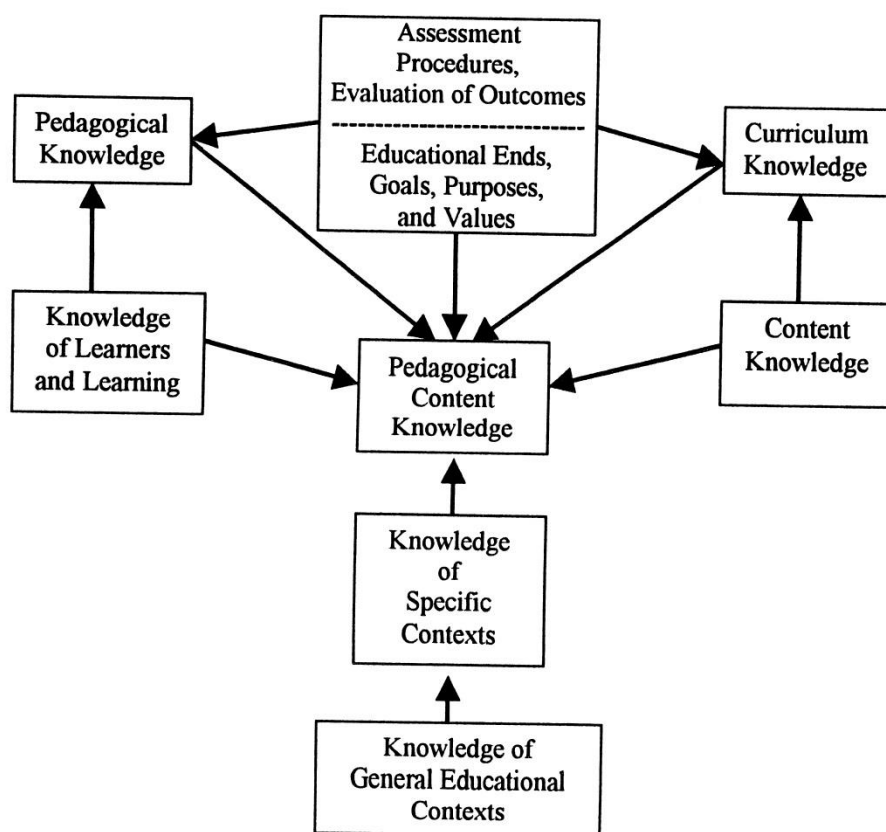 Assessment
Procedures,
Evaluation of Outcomes
Educational Ends,
Goals, Purposes,
and Values
Pedagogical
Knowledge
Curriculum
Knowledge
Knowledge
of Learners
and Learning
Pedagogical
Content
Knowledge
Content
Knowledge
Knowledge
of
Specific
Contexts
Knowledge of
General Educational
Contexts